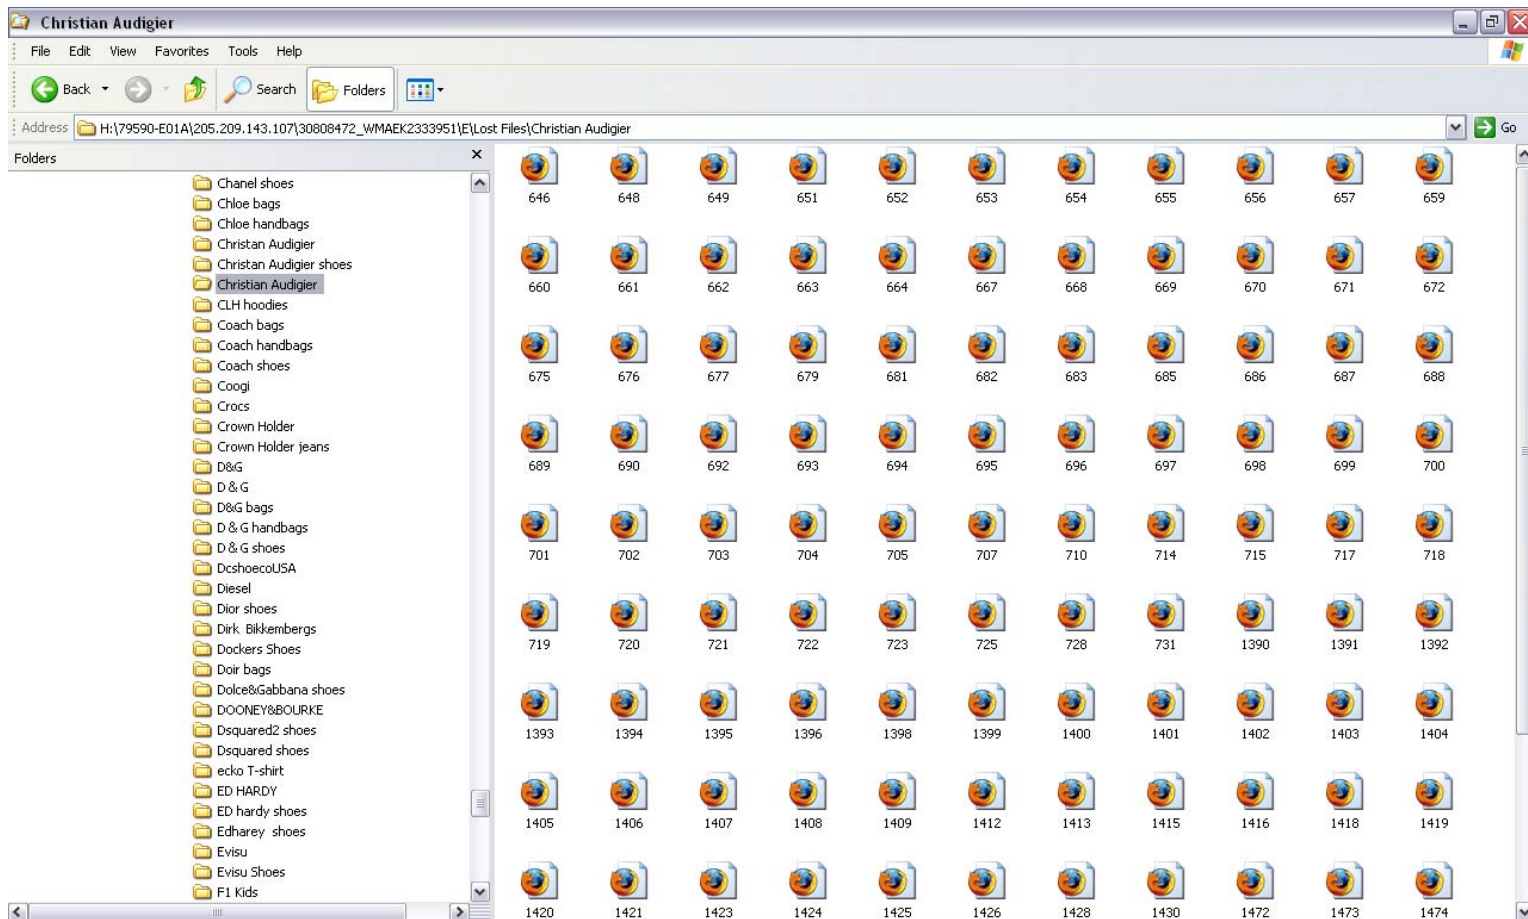 Christian Audigier
File Edit View Favorites Tools Help
Back Search Folders
Address H:\79590-E01A\205.209.143.107\30808472_WMAEK2333951\E\Lost Files\Christian Audigier Go
Folders
Chanel shoes
Chloe bags
Chloe handbags
Christan Audigier
Christan Audigier shoes
Christian Audigier
CLH hoodies
Coach bags
Coach handbags
Coach shoes
Coogi
Crocs
Crown Holder
Crown Holder jeans
D&G
D & G
D&G bags
D & G handbags
D & G shoes
DcshoecoUSA
Diesel
Dior shoes
Dirk Bikkembergs
Dockers Shoes
Doir bags
Dolce&Gabbana shoes
DOONEY&BOURKE
Dsquared2 shoes
Dsquared shoes
ecko T-shirt
ED HARDY
ED hardy shoes
Edharey shoes
Evisu
Evisu Shoes
F1 Kids
646 648 649 651 652 653 654 655 656 657 659
660 661 662 663 664 667 668 669 670 671 672
675 676 677 679 681 682 683 685 686 687 688
689 690 692 693 694 695 696 697 698 699 700
701 702 703 704 705 707 710 714 715 717 718
719 720 721 722 723 725 728 731 1390 1391 1392
1393 1394 1395 1396 1398 1399 1400 1401 1402 1403 1404
1405 1406 1407 1408 1409 1412 1413 1415 1416 1418 1419
1420 1421 1423 1424 1425 1426 1428 1430 1472 1473 1474